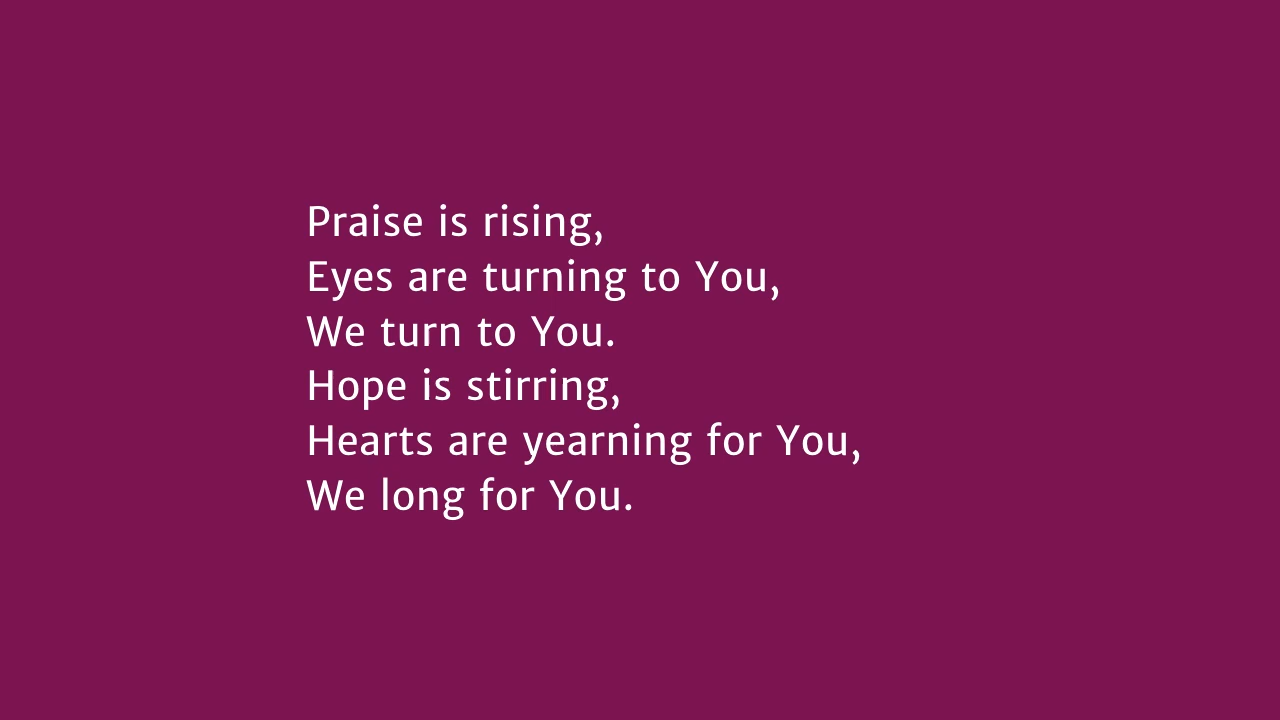 Praise is rising,
Eyes are turning to You,
We turn to You.
Hope is stirring,
Hearts are yearning for You,
We long for You.